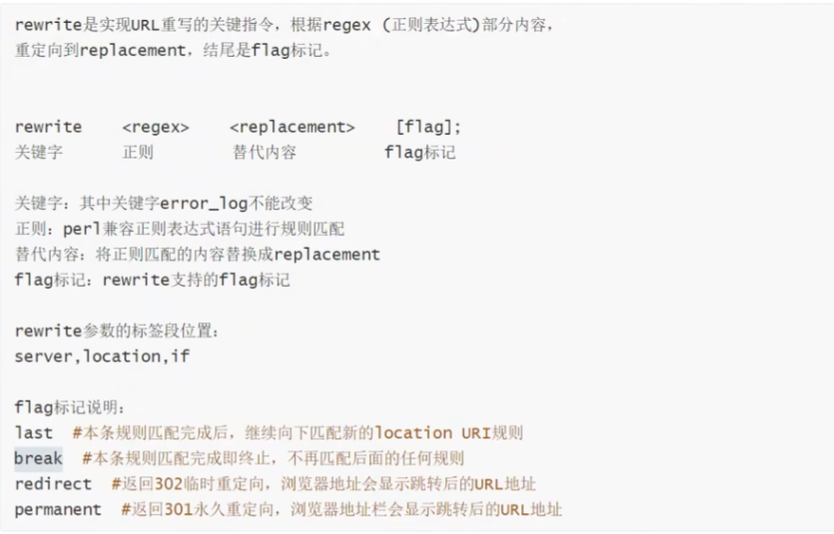 rewrite是实现URL重写的关键指令，根据regex (正则表达式)部分内容，
重定向到replacement，结尾是flag标记。
rewrite <regex> <replacement> [flag];
关键字 正则 替代内容 flag标记
关键字：其中关键字error_log不能改变
正则：perl兼容正则表达式语句进行规则匹配
替代内容：将正则匹配的内容替换成replacement
flag标记：rewrite支持的flag标记
rewrite参数的标签段位置：
server,location,if
flag标记说明：
last #本条规则匹配完成后，继续向下匹配新的location URI规则
break #本条规则匹配完成即终止，不再匹配后面的任何规则
redirect #返回302临时重定向，浏览器地址会显示跳转后的URL地址
permanent #返回301永久重定向，浏览器地址栏会显示跳转后的URL地址